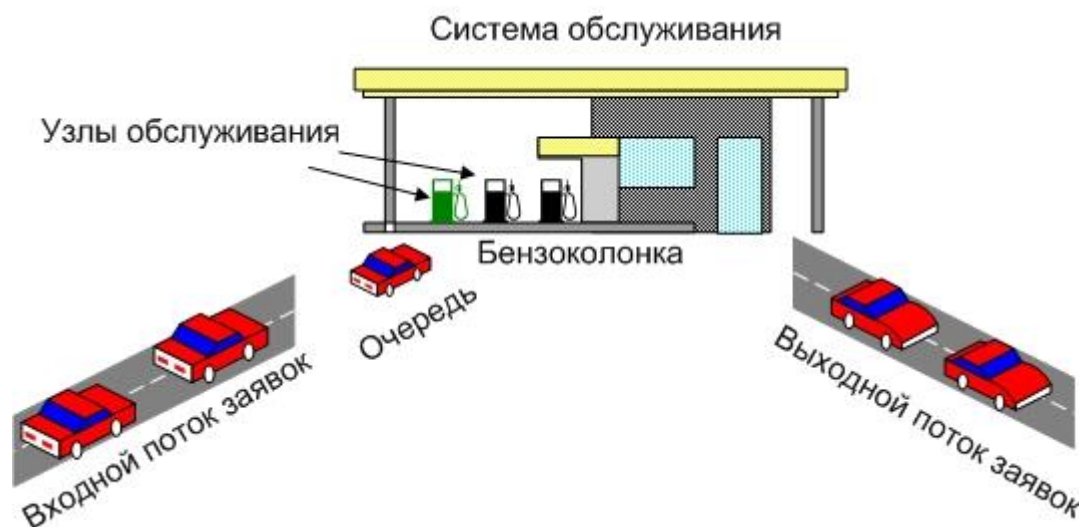 Система обслуживания
Узлы обслуживания
Бензоколонка
Очередь
Входной поток заявок
Выходной поток заявок